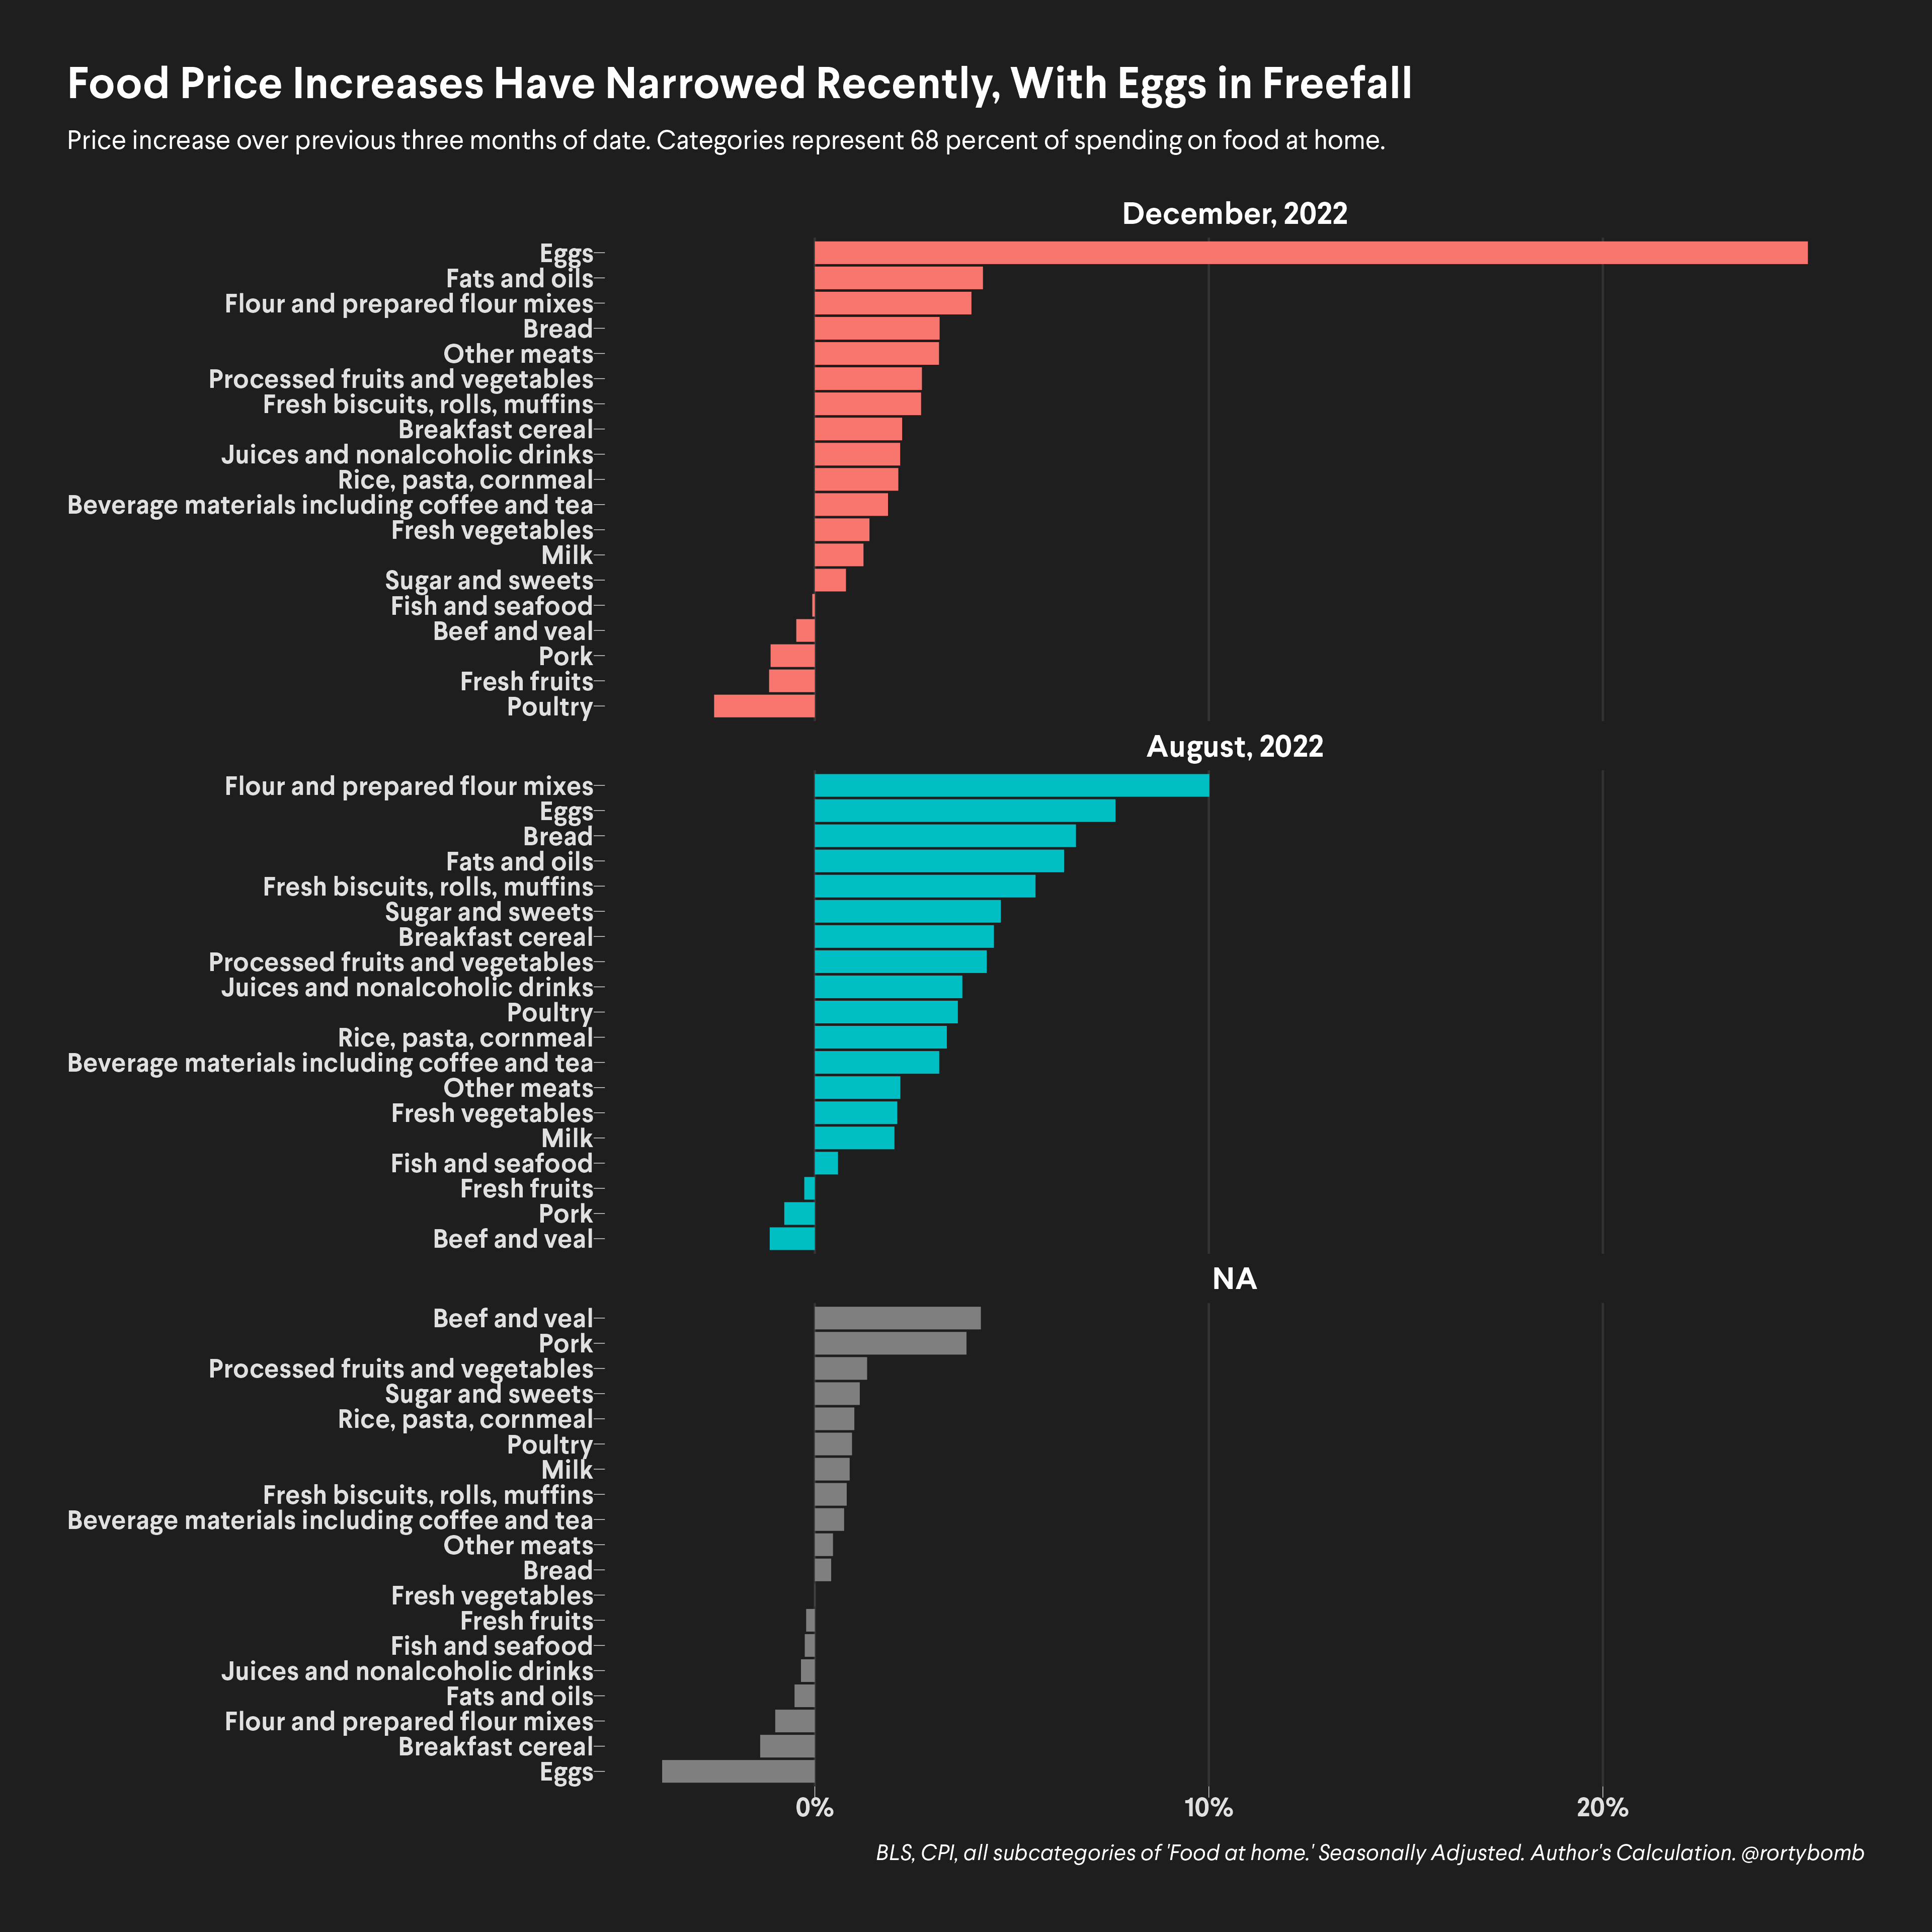 Food Price Increases Have Narrowed Recently, With Eggs in Freefall
Price increase over previous three months of date. Categories represent 68 percent of spending on food at home.
December, 2022
Eggs
Fats and oils
Flour and prepared flour mixes
Bread
Other meats
Processed fruits and vegetables
Fresh biscuits, rolls, muffins
Breakfast cereal
Juices and nonalcoholic drinks
Rice, pasta, cornmeal
Beverage materials including coffee and tea
Fresh vegetables
Milk
Sugar and sweets
Fish and seafood
Beef and veal
Pork
Fresh fruits
Poultry
August, 2022
Flour and prepared flour mixes
Eggs
Bread
Fats and oils
Fresh biscuits, rolls, muffins
Sugar and sweets
Breakfast cereal
Processed fruits and vegetables
Juices and nonalcoholic drinks
Poultry
Rice, pasta, cornmeal
Beverage materials including coffee and tea
Other meats
Fresh vegetables
Milk
Fish and seafood
Fresh fruits
Pork
Beef and veal
NA
Beef and veal
Pork
Processed fruits and vegetables
Sugar and sweets
Rice, pasta, cornmeal
Poultry
Milk
Fresh biscuits, rolls, muffins
Beverage materials including coffee and tea
Other meats
Bread
Fresh vegetables
Fresh fruits
Fish and seafood
Juices and nonalcoholic drinks
Fats and oils
Flour and prepared flour mixes
Breakfast cereal
Eggs
0% 10% 20%
BLS, CPI, all subcategories of 'Food at home.' Seasonally Adjusted. Author's Calculation. @rortybomb